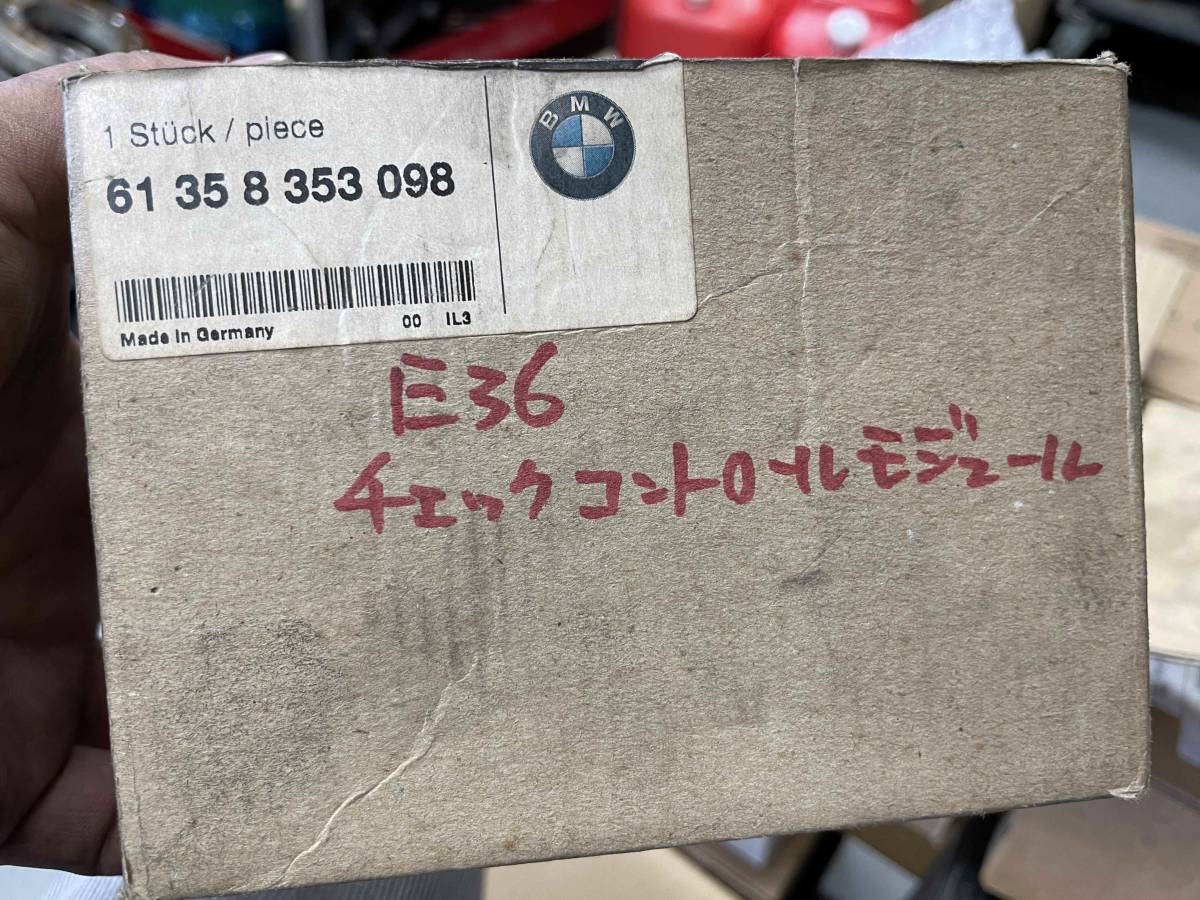 1 Stück / piece
61 35 8 353 098
BMW
Made in Germany 00 IL3
E36
チェックコントロールモジュール